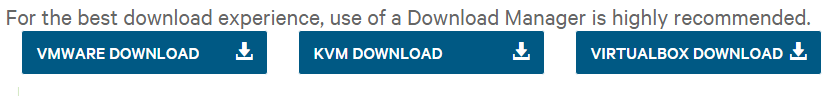 For the best download experience, use of a Download Manager is highly recommended.
VMWARE DOWNLOAD KVM DOWNLOAD VIRTUALBOX DOWNLOAD